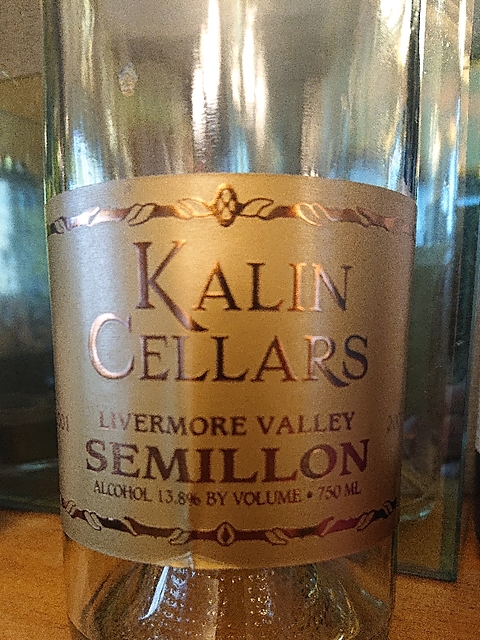 KALIN
CELLARS
LIVERMORE VALLEY
SEMILLON
ALCOHOL 13.8% BY VOLUME • 750 ML